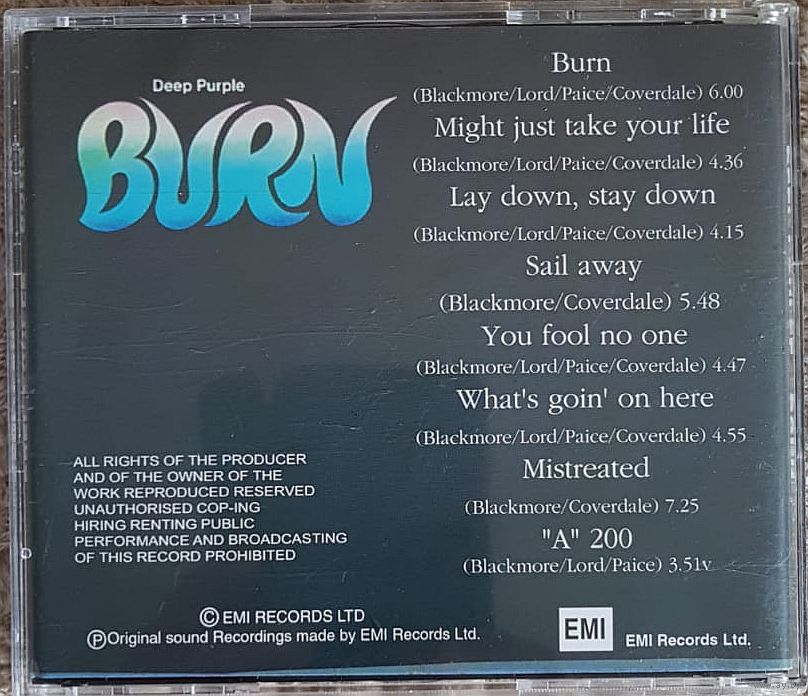 Deep Purple
BURN
Burn
(Blackmore/Lord/Paice/Coverdale) 6.00
Might just take your life
(Blackmore/Lord/Paice/Coverdale) 4.36
Lay down, stay down
(Blackmore/Lord/Paice/Coverdale) 4.15
Sail away
(Blackmore/Coverdale) 5.48
You fool no one
(Blackmore/Lord/Paice/Coverdale) 4.47
What's goin' on here
(Blackmore/Lord/Paice/Coverdale) 4.55
Mistreated
(Blackmore/Coverdale) 7.25
"A" 200
(Blackmore/Lord/Paice) 3.51v
ALL RIGHTS OF THE PRODUCER
AND OF THE OWNER OF THE
WORK REPRODUCED RESERVED
UNAUTHORISED COP-ING
HIRING RENTING PUBLIC
PERFORMANCE AND BROADCASTING
OF THIS RECORD PROHIBITED
©EMI RECORDS LTD
℗Original sound Recordings made by EMI Records Ltd.
EMI
EMI Records Ltd.